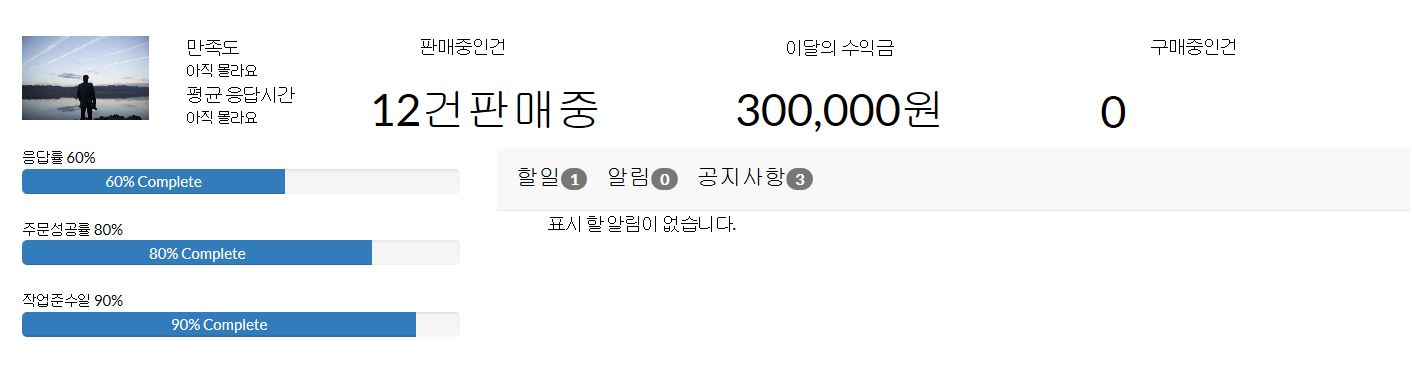 만족도
아직 몰라요
평균 응답시간
아직 몰라요
판매중인건
12건판매중
이달의 수익금
300,000원
구매중인건
0
응답률 60%
60% Complete
주문성공률 80%
80% Complete
작업준수일 90%
90% Complete
할일 1 알림 0 공지사항 3
표시 할 알림이 없습니다.